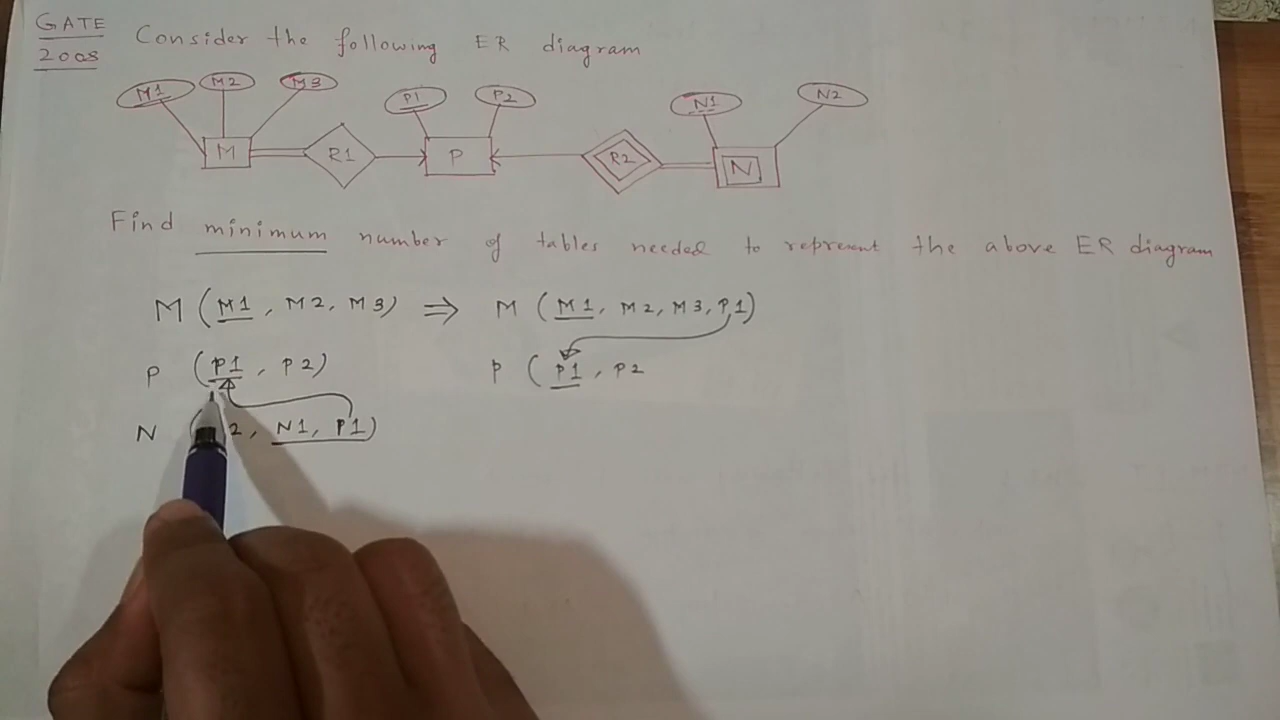 GATE
2008
Consider the following ER diagram
M1 M2 M3 P1 P2 N1 N2
M R1 P R2 N
Find minimum number of tables needed to represent the above ER diagram
M (M1, M2, M3) ⇒ M (M1, M2, M3, P1)
P (P1, P2) P (P1, P2
N ( 2, N1, P1)